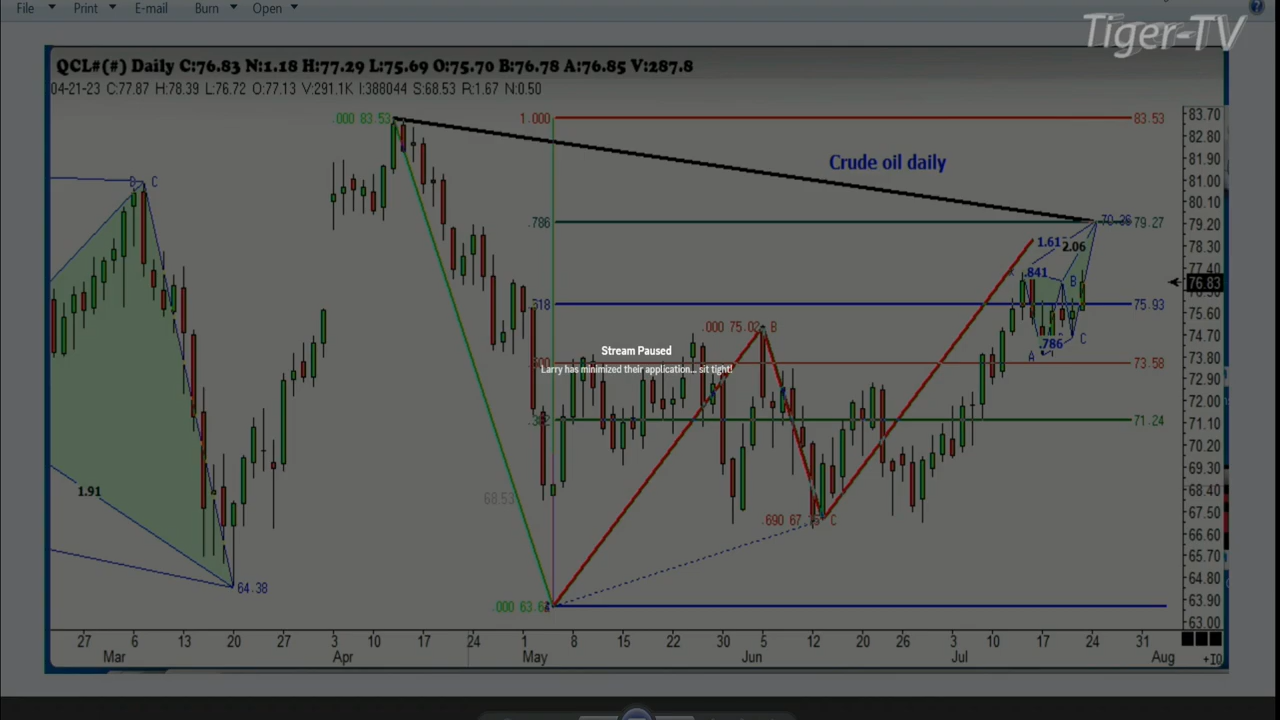 File Print E-mail Burn Open
Tiger-TV
QCL#(#) Daily C:76.83 N:1.18 H:77.29 L:75.69 O:75.70 B:76.78 A:76.85 V:287.8
04-21-23 C:77.87 H:78.39 L:76.72 O:77.13 V:291.1K I:388044 S:68.53 R:1.67 N:0.50
.000 83.53
1.000
83.53
83.70
82.80
Crude oil daily
81.90
D C
81.00
80.10
.786
79.27
79.20
1.61
2.06
78.30
X .841
77.40
B
76.83
75.93
75.60
.000 75.02 B
74.70
.786 C
A
Stream Paused
73.80
73.58
Larry has minimized their application... sit tight!
72.90
72.00
71.24
71.10
70.20
69.30
1.91
68.53
68.40
67.50
C
66.60
65.70
64.38
64.80
63.90
63.00
27 6 13 20 27 3 10 17 24 1 8 15 22 30 5 12 20 26 3 10 17 24 31
Mar Apr May Jun Jul Aug